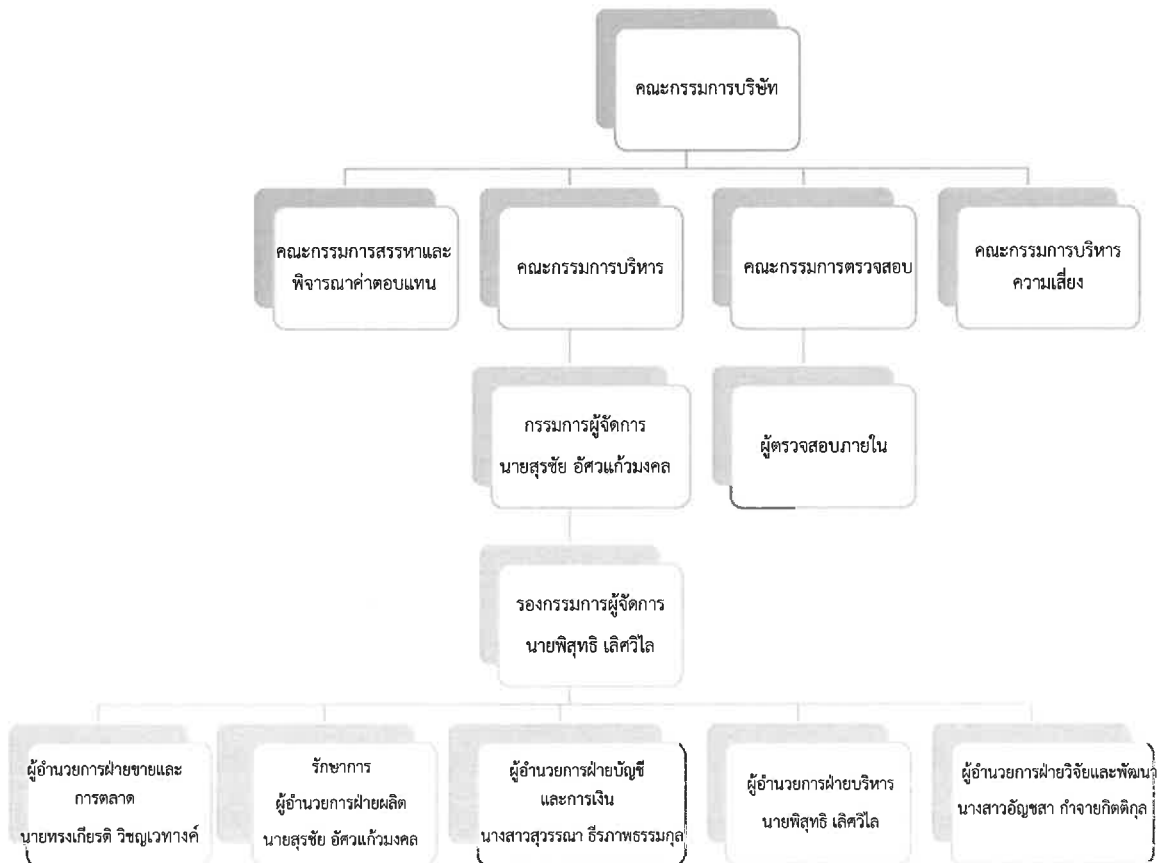 คณะกรรมการบริษัท
คณะกรรมการสรรหาและ
พิจารณาค่าตอบแทน
คณะกรรมการบริหาร
คณะกรรมการตรวจสอบ
คณะกรรมการบริหาร
ความเสี่ยง
กรรมการผู้จัดการ
นายสุรชัย อัศวแก้วมงคล
ผู้ตรวจสอบภายใน
รองกรรมการผู้จัดการ
นายพิสุทธิ เลิศวิไล
ผู้อำนวยการฝ่ายขายและ
การตลาด
นายทรงเกียรติ วิชญเวทางค์
รักษาการ
ผู้อำนวยการฝ่ายผลิต
นายสุรชัย อัศวแก้วมงคล
ผู้อำนวยการฝ่ายบัญชี
และการเงิน
นางสาวสุวรรณา ธีรภาพธรรมกุล
ผู้อำนวยการฝ่ายบริหาร
นายพิสุทธิ เลิศวิไล
ผู้อำนวยการฝ่ายวิจัยและพัฒนา
นางสาวอัญชสา กำจายกิตติกุล